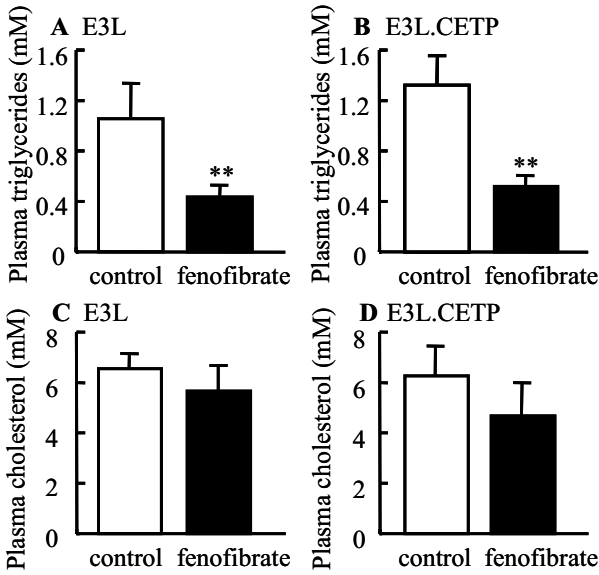 A E3L
Plasma triglycerides (mM)
1.6
1.2
0.8
0.4
0
**
control fenofibrate
B E3L.CETP
Plasma triglycerides (mM)
1.6
1.2
0.8
0.4
0
**
control fenofibrate
C E3L
Plasma cholesterol (mM)
8
6
4
2
0
control fenofibrate
D E3L.CETP
Plasma cholesterol (mM)
8
6
4
2
0
control fenofibrate